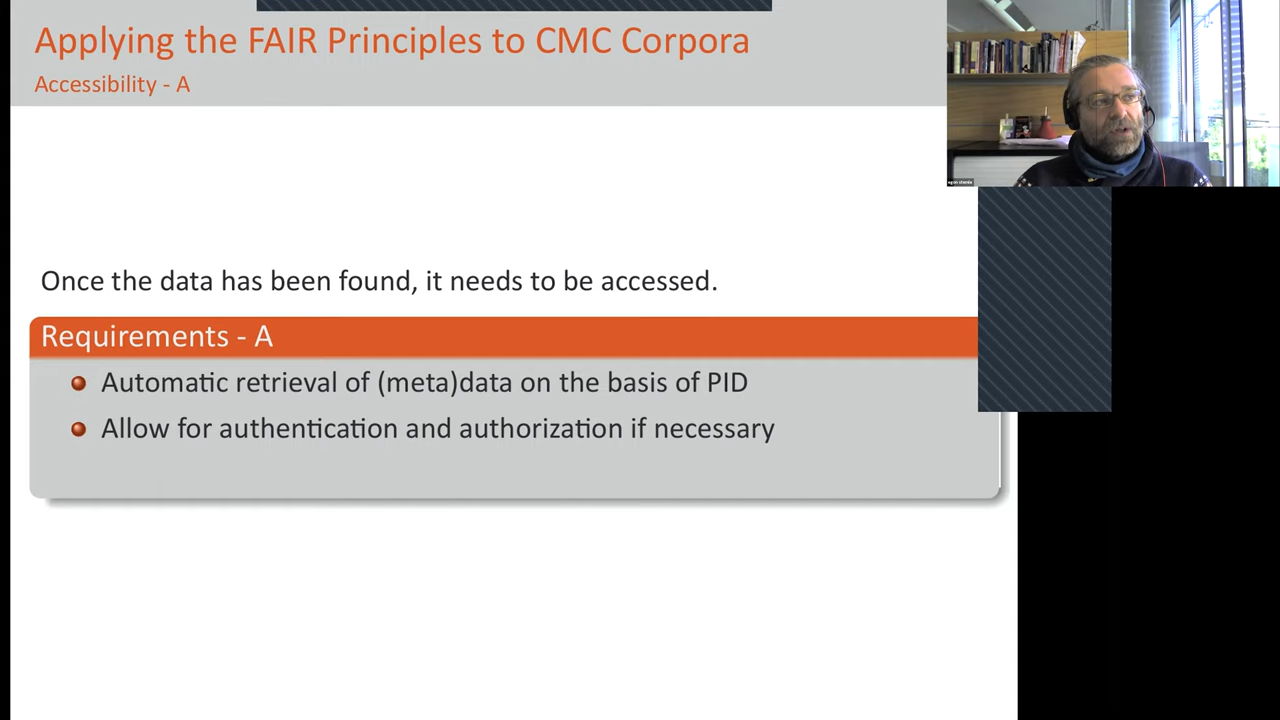 Applying the FAIR Principles to CMC Corpora
Accessibility - A
Once the data has been found, it needs to be accessed.
Requirements - A
Automatic retrieval of (meta)data on the basis of PID
Allow for authentication and authorization if necessary